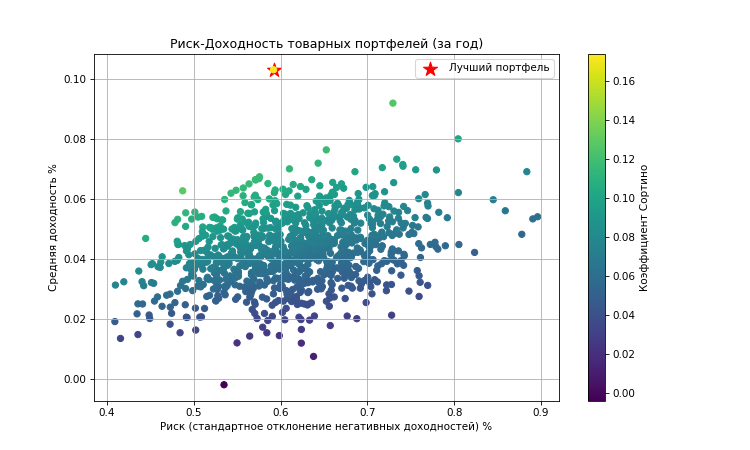 Риск-Доходность товарных портфелей (за год)
Лучший портфель
Средняя доходность %
0.10
0.08
0.06
0.04
0.02
0.00
0.4 0.5 0.6 0.7 0.8 0.9
Риск (стандартное отклонение негативных доходностей) %
0.16
0.14
0.12
0.10
0.08
0.06
0.04
0.02
0.00
Коэффициент Сортино